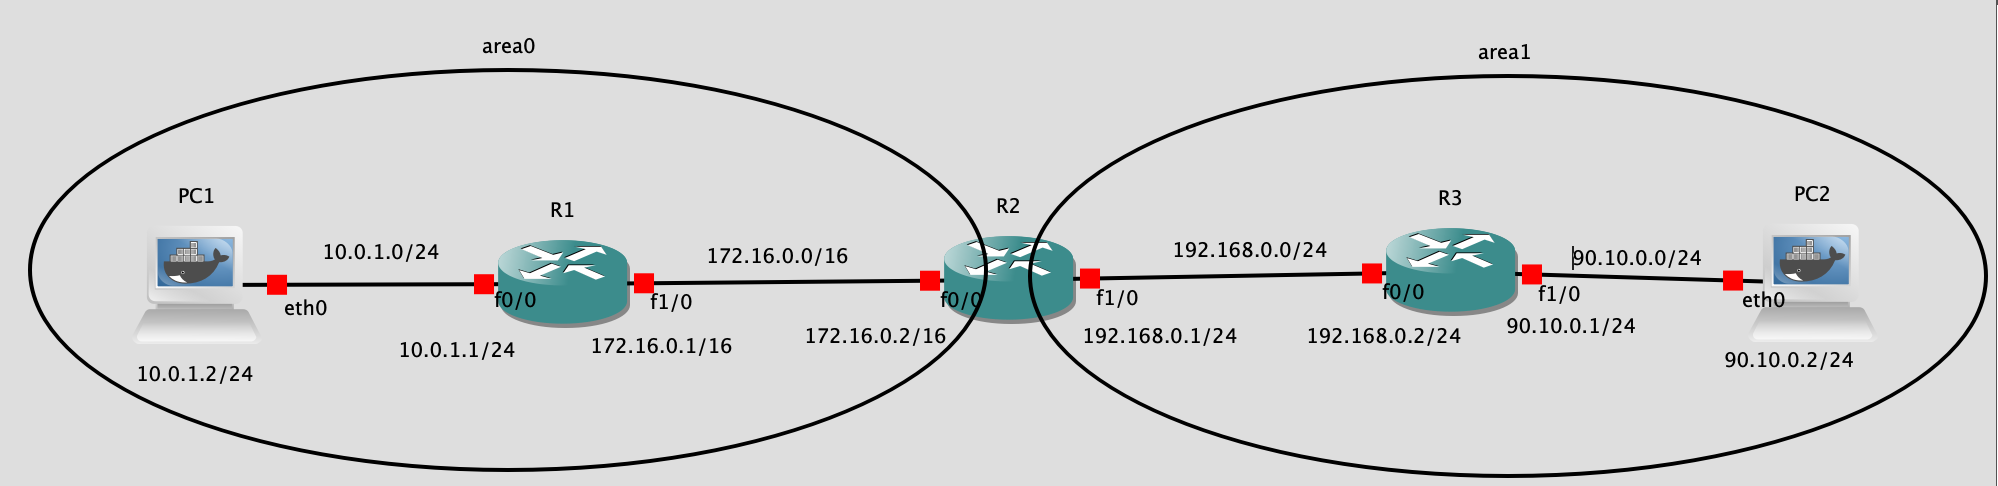 area0
area1
PC1
R1
R2
R3
PC2
10.0.1.0/24
172.16.0.0/16
192.168.0.0/24
90.10.0.0/24
eth0
f0/0
f1/0
f0/0
f1/0
f0/0
f1/0
eth0
10.0.1.2/24
10.0.1.1/24
172.16.0.1/16
172.16.0.2/16
192.168.0.1/24
192.168.0.2/24
90.10.0.1/24
90.10.0.2/24